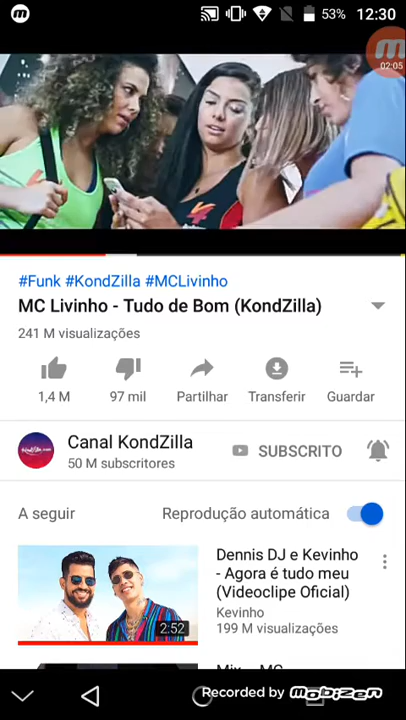 53% 12:30
02:05
#Funk #KondZilla #MCLivinho
MC Livinho - Tudo de Bom (KondZilla)
241 M visualizações
1,4 M
97 mil
Partilhar
Transferir
Guardar
Canal KondZilla
SUBSCRITO
50 M subscritores
A seguir
Reprodução automática
Dennis DJ e Kevinho
- Agora é tudo meu
(Videoclipe Oficial)
Kevinho
199 M visualizações
2:52
Recorded by mobizen